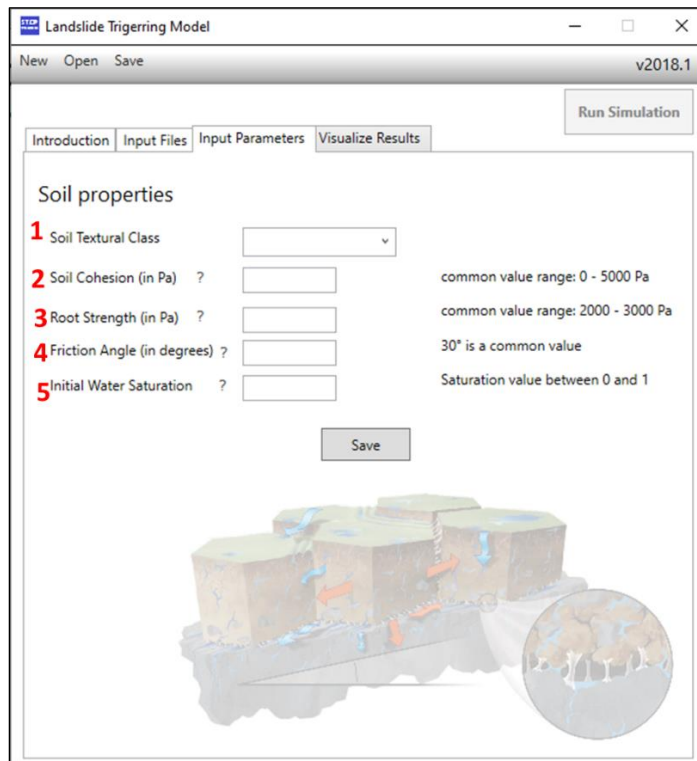 Landslide Trigerring Model
New Open Save v2018.1
Run Simulation
Introduction Input Files Input Parameters Visualize Results
Soil properties
1 Soil Textural Class
2 Soil Cohesion (in Pa) ? common value range: 0 - 5000 Pa
3 Root Strength (in Pa) ? common value range: 2000 - 3000 Pa
4 Friction Angle (in degrees) ? 30° is a common value
5 Initial Water Saturation ? Saturation value between 0 and 1
Save